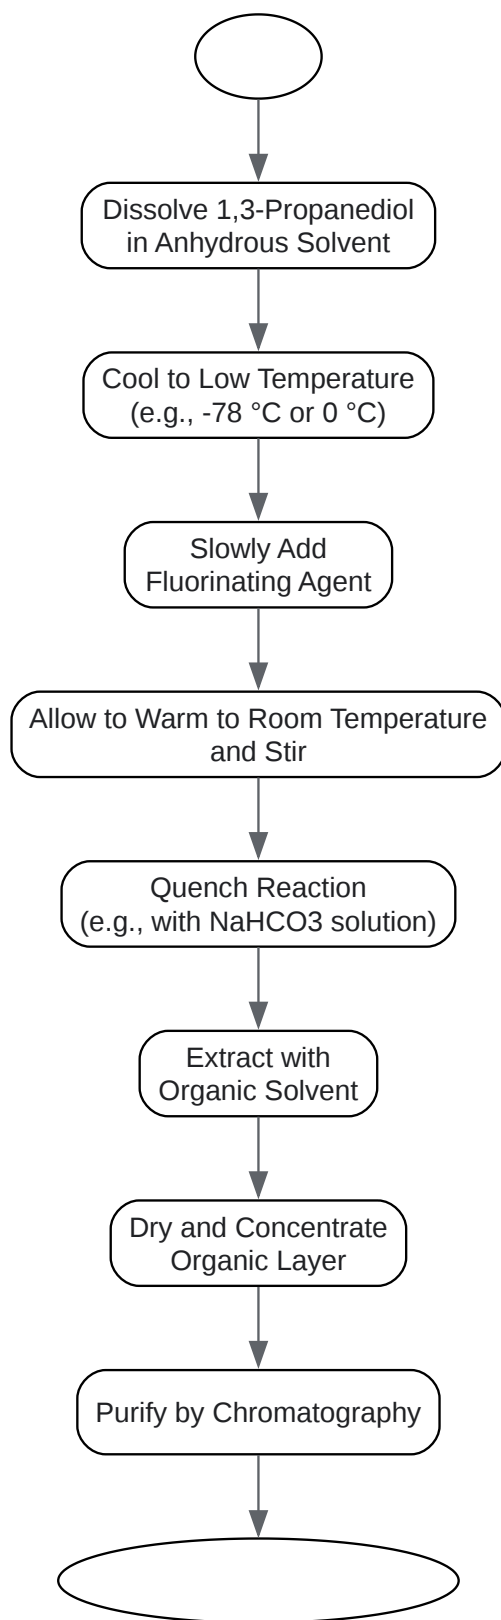 Dissolve 1,3-Propanediol
in Anhydrous Solvent
Cool to Low Temperature
(e.g., -78 °C or 0 °C)
Slowly Add
Fluorinating Agent
Allow to Warm to Room Temperature
and Stir
Quench Reaction
(e.g., with NaHCO3 solution)
Extract with
Organic Solvent
Dry and Concentrate
Organic Layer
Purify by Chromatography